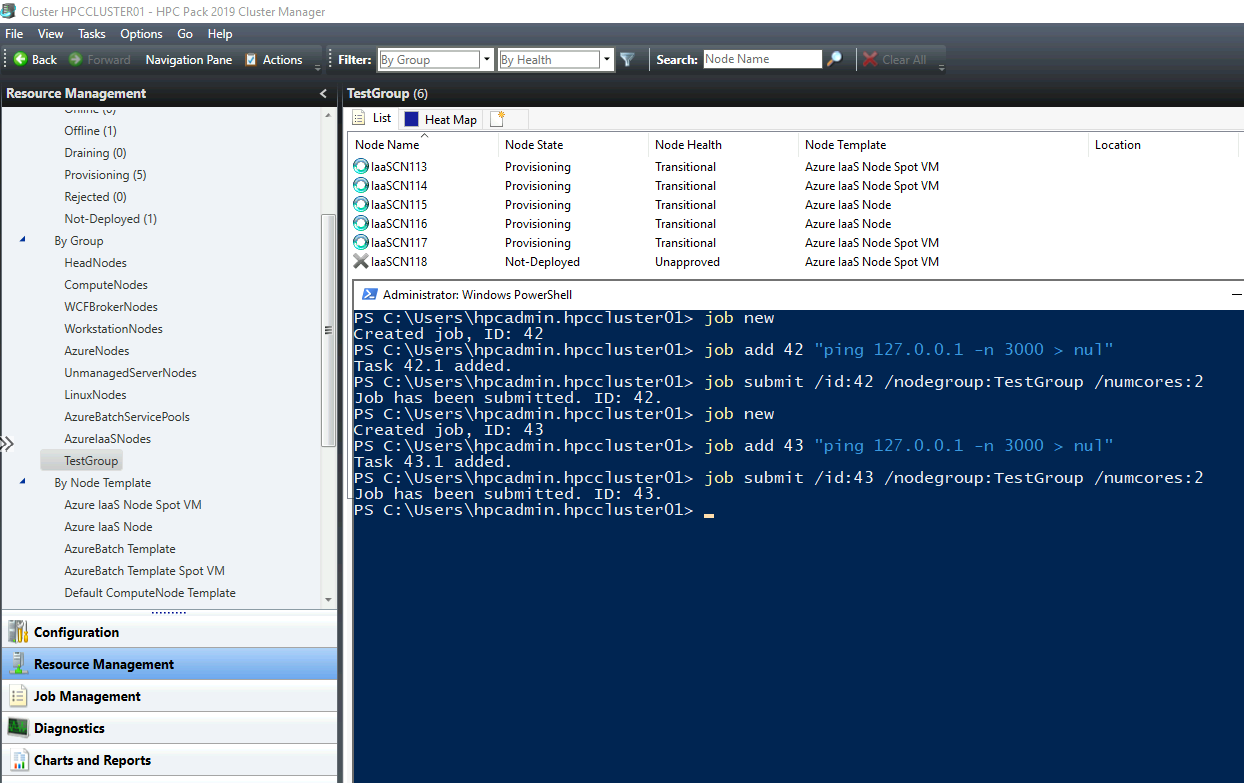 Cluster HPCCLUSTER01 - HPC Pack 2019 Cluster Manager
File View Tasks Options Go Help
Back Forward Navigation Pane Actions Filter: By Group By Health Search: Node Name Clear All
Resource Management <
Online (0)
Offline (1)
Draining (0)
Provisioning (5)
Rejected (0)
Not-Deployed (1)
By Group
HeadNodes
ComputeNodes
WCFBrokerNodes
WorkstationNodes
AzureNodes
UnmanagedServerNodes
LinuxNodes
AzureBatchServicePools
AzureIaaSNodes
TestGroup
By Node Template
Azure IaaS Node Spot VM
Azure IaaS Node
AzureBatch Template
AzureBatch Template Spot VM
Default ComputeNode Template
Configuration
Resource Management
Job Management
Diagnostics
Charts and Reports
TestGroup (6)
List Heat Map
Node Name Node State Node Health Node Template Location
IaaSCN113 Provisioning Transitional Azure IaaS Node Spot VM
IaaSCN114 Provisioning Transitional Azure IaaS Node Spot VM
IaaSCN115 Provisioning Transitional Azure IaaS Node
IaaSCN116 Provisioning Transitional Azure IaaS Node
IaaSCN117 Provisioning Transitional Azure IaaS Node Spot VM
IaaSCN118 Not-Deployed Unapproved Azure IaaS Node Spot VM
Administrator: Windows PowerShell
PS C:\Users\hpcadmin.hpccluster01> job new
Created job, ID: 42
PS C:\Users\hpcadmin.hpccluster01> job add 42 "ping 127.0.0.1 -n 3000 > nul"
Task 42.1 added.
PS C:\Users\hpcadmin.hpccluster01> job submit /id:42 /nodegroup:TestGroup /numcores:2
Job has been submitted. ID: 42.
PS C:\Users\hpcadmin.hpccluster01> job new
Created job, ID: 43
PS C:\Users\hpcadmin.hpccluster01> job add 43 "ping 127.0.0.1 -n 3000 > nul"
Task 43.1 added.
PS C:\Users\hpcadmin.hpccluster01> job submit /id:43 /nodegroup:TestGroup /numcores:2
Job has been submitted. ID: 43.
PS C:\Users\hpcadmin.hpccluster01>